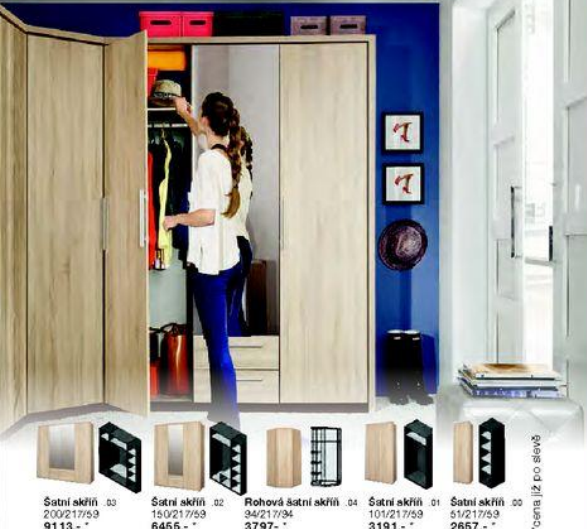 Šatní skříň .03
200/217/59
9113,- *
Šatní skříň .02
150/217/59
6455,- *
Rohová šatní skříň .04
94/217/94
3797,- *
Šatní skříň .01
101/217/59
3191,- *
Šatní skříň .00
51/217/59
2657,- *
*cena již po slevě